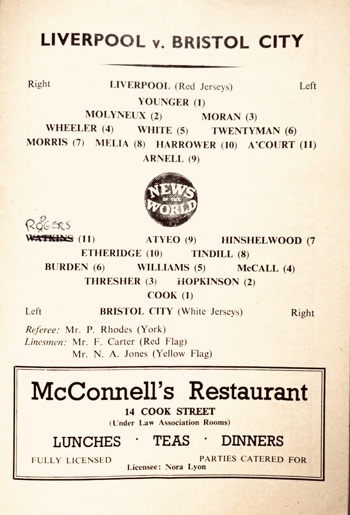 LIVERPOOL v. BRISTOL CITY
Right LIVERPOOL (Red Jerseys) Left
YOUNGER (1)
MOLYNEUX (2) MORAN (3)
WHEELER (4) WHITE (5) TWENTYMAN (6)
MORRIS (7) MELIA (8) HARROWER (10) A'COURT (11)
ARNELL (9)
NEWS
OF THE
WORLD
ROGERS
WATKINS (11) ATYEO (9) HINSHELWOOD (7
ETHERIDGE (10) TINDILL (8)
BURDEN (6) WILLIAMS (5) McCALL (4)
THRESHER (3) HOPKINSON (2)
COOK (1)
Left BRISTOL CITY (White Jerseys) Right
Referee: Mr. P. Rhodes (York)
Linesmen: Mr. F. Carter (Red Flag)
Mr. N. A. Jones (Yellow Flag)
McConnell's Restaurant
14 COOK STREET
(Under Law Association Rooms)
LUNCHES · TEAS · DINNERS
FULLY LICENSED PARTIES CATERED FOR
Licensee: Nora Lyon